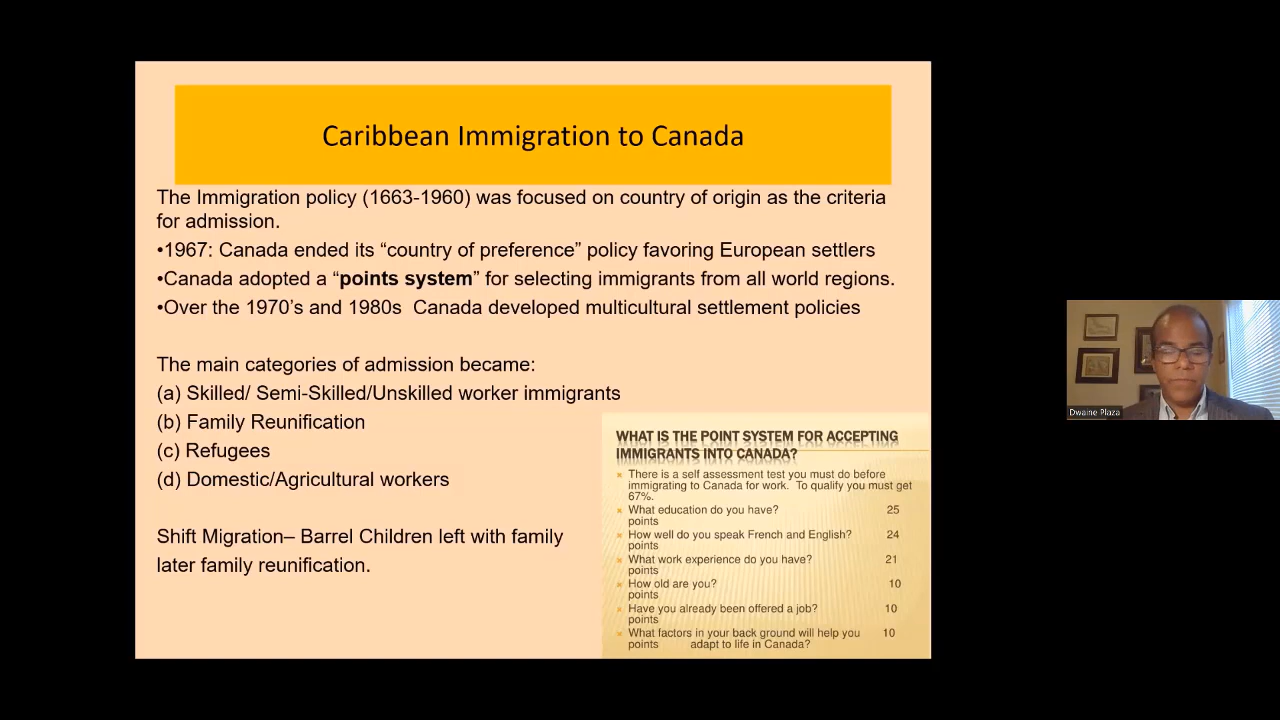 Caribbean Immigration to Canada
The Immigration policy (1663-1960) was focused on country of origin as the criteria
for admission.
•1967: Canada ended its “country of preference” policy favoring European settlers
•Canada adopted a “points system” for selecting immigrants from all world regions.
•Over the 1970’s and 1980s  Canada developed multicultural settlement policies
The main categories of admission became:
(a) Skilled/ Semi-Skilled/Unskilled worker immigrants
(b) Family Reunification
(c) Refugees
(d) Domestic/Agricultural workers
Shift Migration– Barrel Children left with family
later family reunification.
WHAT IS THE POINT SYSTEM FOR ACCEPTING
IMMIGRANTS INTO CANADA?
There is a self assessment test you must do before
immigrating to Canada for work.  To qualify you must get
67%.
What education do you have? 25
points
How well do you speak French and English? 24
points
What work experience do you have? 21
points
How old are you? 10
points
Have you already been offered a job? 10
points
What factors in your back ground will help you 10
points adapt to life in Canada?
Dwaine Plaza